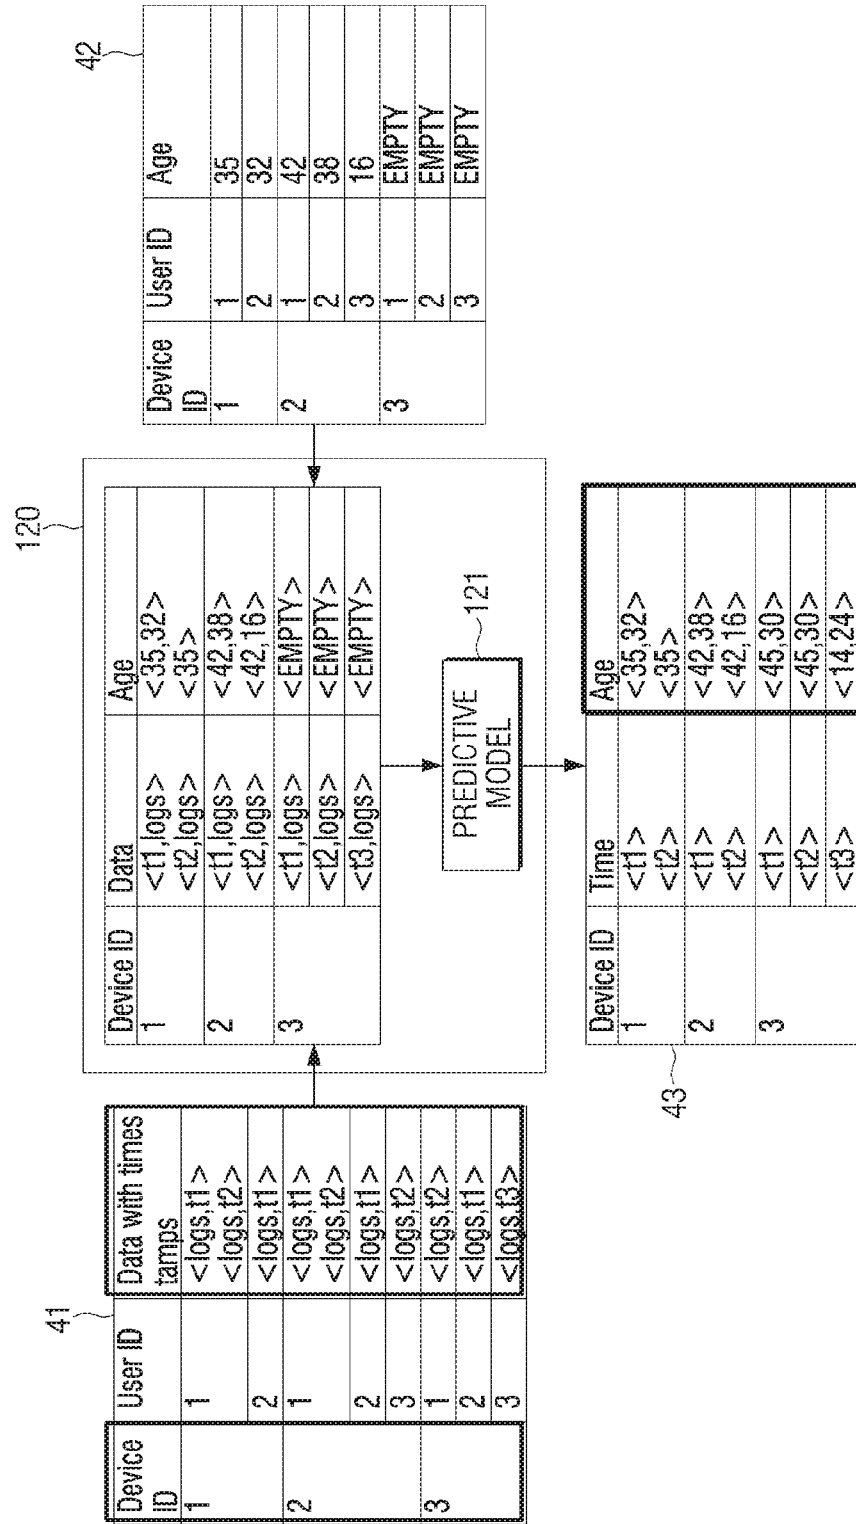 41
Device ID User ID Data with times tamps
1 1 <logs,t1>
<logs,t2>
2 <logs,t1>
2 1 <logs,t1>
<logs,t2>
2 <logs,t1>
3 <logs,t2>
3 1 <logs,t2>
2 <logs,t1>
3 <logs,t3>
120
Device ID Data Age
1 <t1,logs> <35,32>
<t2,logs> <35>
2 <t1,logs> <42,38>
<t2,logs> <42,16>
3 <t1,logs> <EMPTY>
<t2,logs> <EMPTY>
<t3,logs> <EMPTY>
PREDICTIVE
MODEL
121
42
Device ID User ID Age
1 1 35
2 32
2 1 42
2 38
3 16
3 1 EMPTY
2 EMPTY
3 EMPTY
43
Device ID Time Age
1 <t1> <35,32>
<t2> <35>
2 <t1> <42,38>
<t2> <42,16>
3 <t1> <45,30>
<t2> <45,30>
<t3> <14,24>